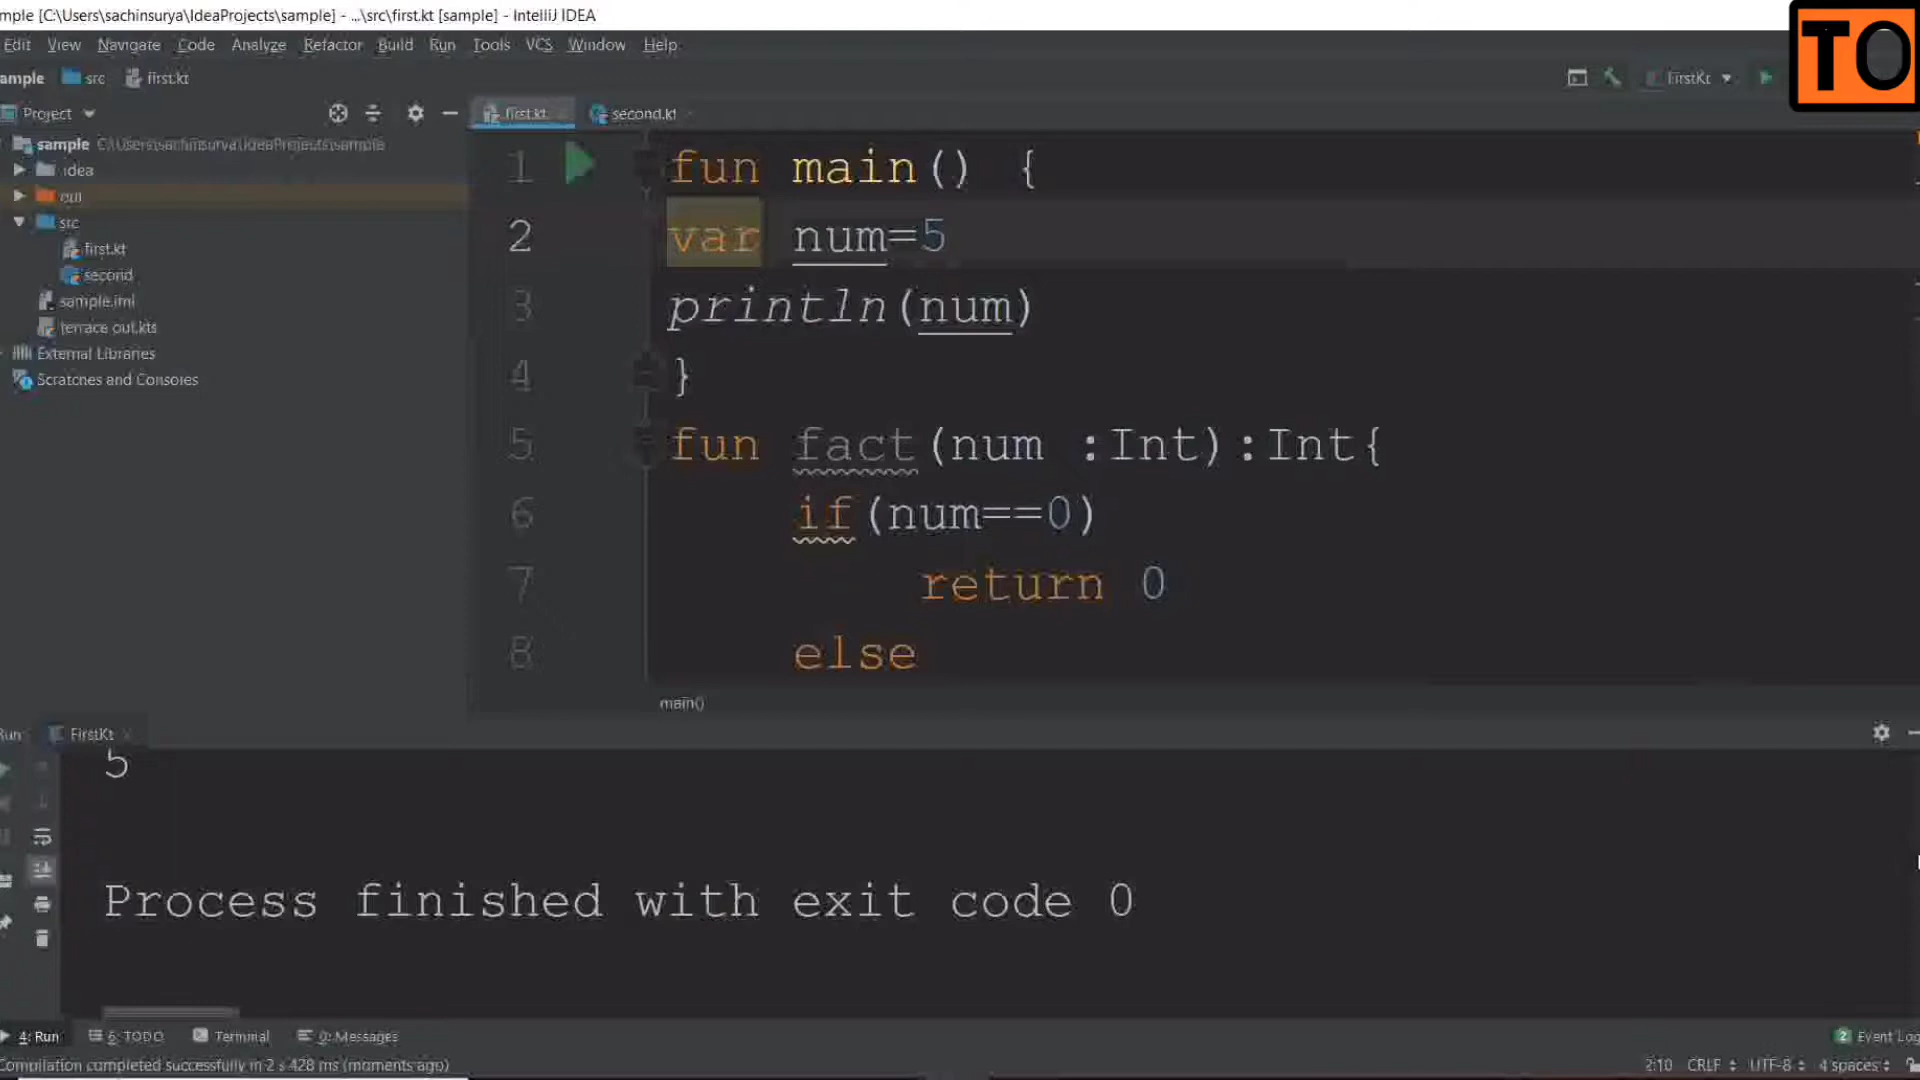 mple [C:\Users\sachinsurya\IdeaProjects\sample] - ...\src\first.kt [sample] - IntelliJ IDEA
TO
Edit View Navigate Code Analyze Refactor Build Run Tools VCS Window Help
ample src first.kt
FirstKt
Project
first.kt
second.kt
sample C:\Users\sachinsurya\IdeaProjects\sample
idea
out
src
first.kt
second
sample.iml
terrace out.kts
External Libraries
Scratches and Consoles
1 fun main() {
2 var num=5
3 println(num)
4 }
5 fun fact(num :Int):Int{
6 if(num==0)
7 return 0
8 else
main()
Run: FirstKt
5
Process finished with exit code 0
4: Run 6: TODO Terminal 0: Messages
2 Event Log
Compilation completed successfully in 2 s 428 ms (moments ago)
2:10 CRLF UTF-8 4 spaces